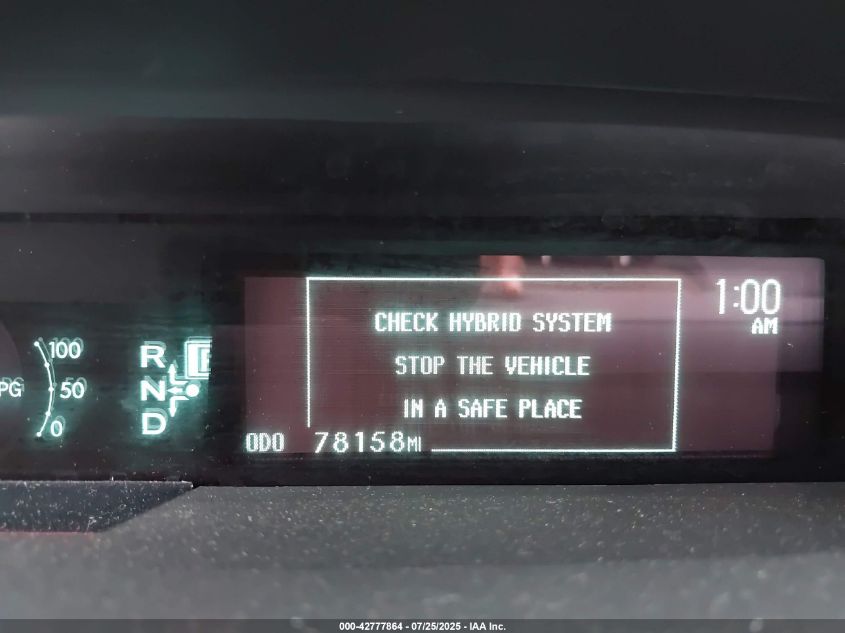 1:00
AM
CHECK HYBRID SYSTEM
STOP THE VEHICLE
IN A SAFE PLACE
ODO 78158MI
100
50
0
PG
R
N
D
000-42777864 - 07/25/2025 - IAA Inc.